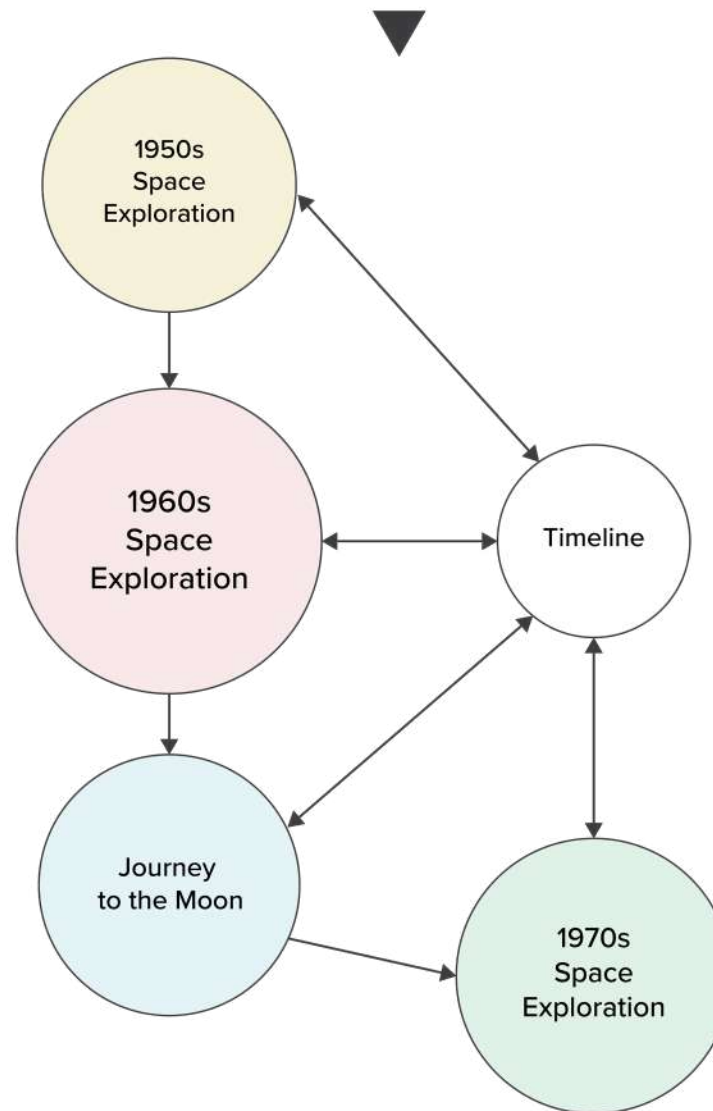 1950s
Space
Exploration
1960s
Space
Exploration
Timeline
Journey
to the Moon
1970s
Space
Exploration